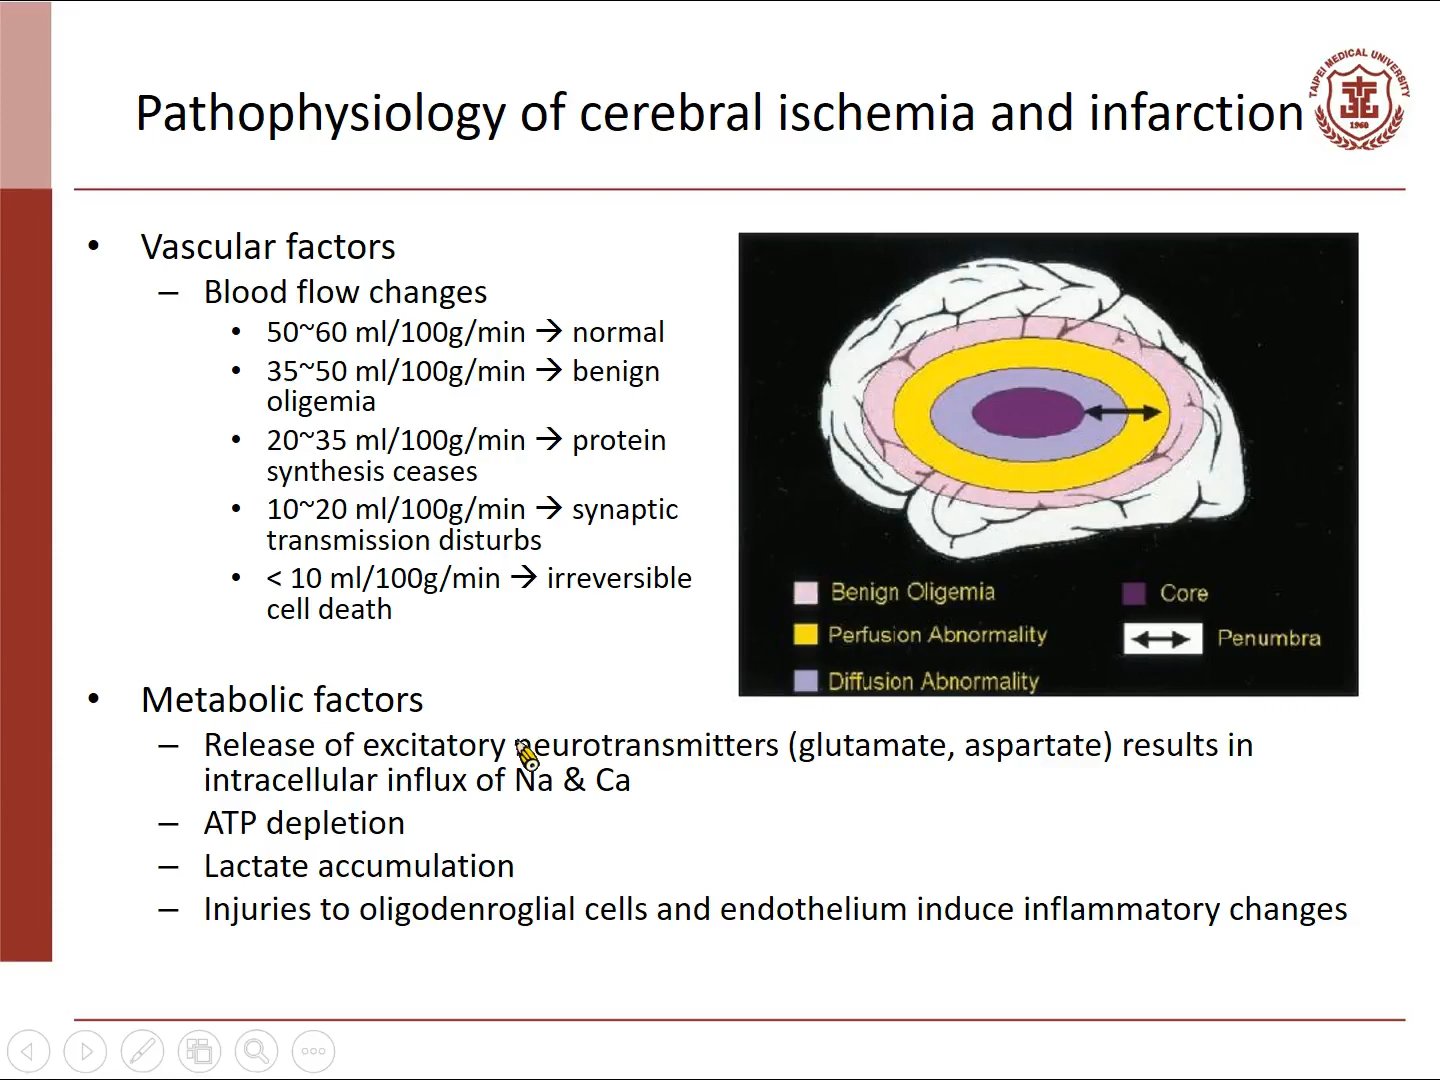 Pathophysiology of cerebral ischemia and infarction
TAIPEI MEDICAL UNIVERSITY
1960
• Vascular factors
– Blood flow changes
• 50~60 ml/100g/min → normal
• 35~50 ml/100g/min → benign
oligemia
• 20~35 ml/100g/min → protein
synthesis ceases
• 10~20 ml/100g/min → synaptic
transmission disturbs
• < 10 ml/100g/min → irreversible
cell death
Benign Oligemia
Perfusion Abnormality
Diffusion Abnormality
Core
Penumbra
• Metabolic factors
– Release of excitatory neurotransmitters (glutamate, aspartate) results in
intracellular influx of Na & Ca
– ATP depletion
– Lactate accumulation
– Injuries to oligodenroglial cells and endothelium induce inflammatory changes